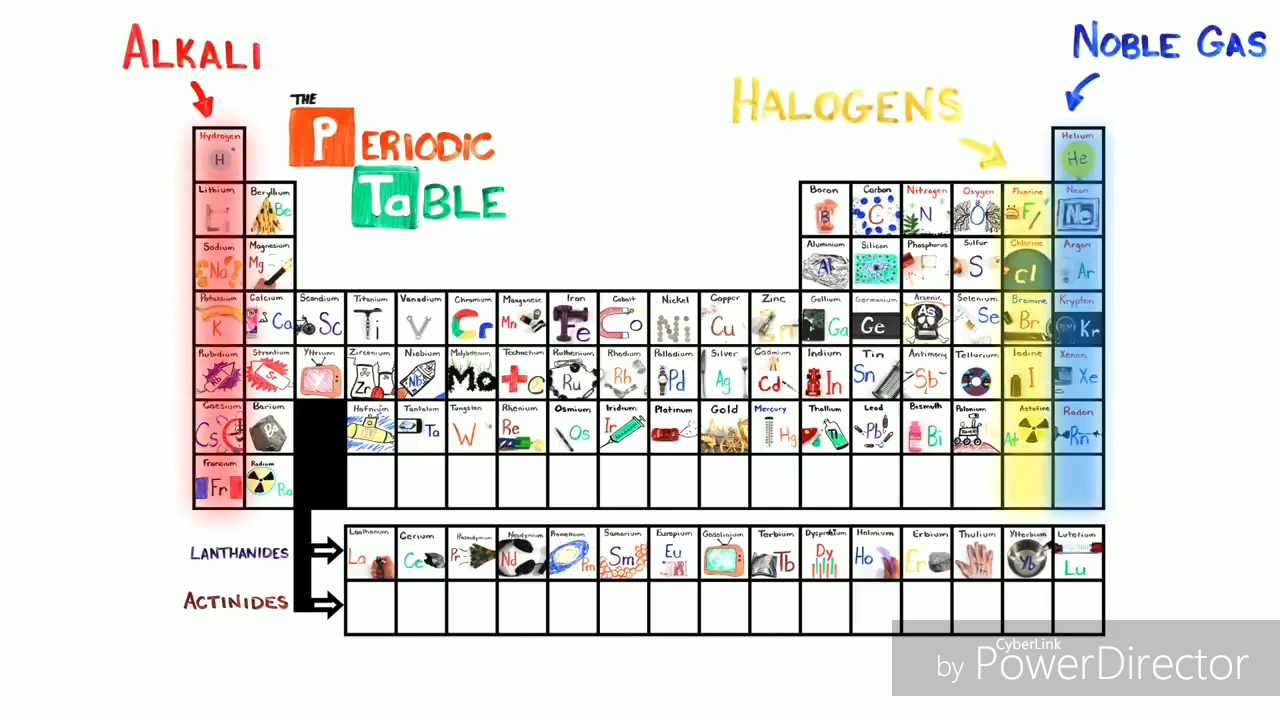 ALKALI
NOBLE GAS
THE
PERIODIC
TABLE
HALOGENS
Hydrogen Helium
H He
Lithium Beryllium Boron Carbon Nitrogen Oxygen Fluorine Neon
Li Be B C N O F Ne
Sodium Magnesium Aluminium Silicon Phosphorus Sulfur Chlorine Argon
Na Mg Al S Cl Ar
Potassium Calcium Scandium Titanium Vanadium Chromium Manganese Iron Cobalt Nickel Copper Zinc Gallium Germanium Arsenic Selenium Bromine Krypton
K Ca Sc Ti V Cr Mn Fe Co Ni Cu Zn Ga Ge AS Se Br Kr
Rubidium Strontium Yttrium Zirconium Niobium Molybdenum Technetium Ruthenium Rhodium Palladium Silver Cadmium Indium Tin Antimony Tellurium Iodine Xenon
Rb Sr Y Zr Nb Mo Tc Ru Rh Pd Ag Cd In Sn Sb I Xe
Caesium Barium Hafnium Tantalum Tungsten Rhenium Osmium Iridium Platinum Gold Mercury Thallium Lead Bismuth Polonium Astatine Radon
Cs Ba Ta W Re Os Ir Au Hg Tl Pb Bi At Rn
Francium Radium
Fr Ra
LANTHANIDES
Lanthanum Cerium Praseodymium Neodymium Promethium Samarium Europium Gadolinium Terbium Dysprosium Holmium Erbium Thulium Ytterbium Lutetium
La Ce Pr Nd Pm Sm Eu Tb Dy Ho Er Tm Yb Lu
ACTINIDES
CyberLink
by PowerDirector